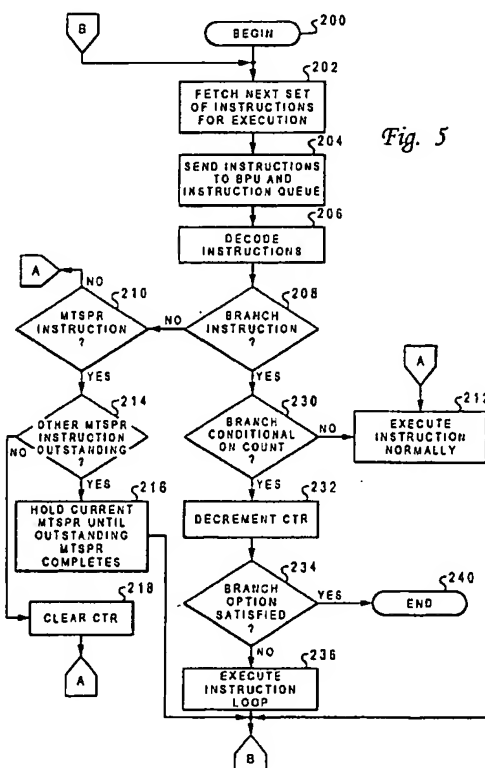 B
BEGIN
200
202
FETCH NEXT SET
OF INSTRUCTIONS
FOR EXECUTION
Fig. 5
204
SEND INSTRUCTIONS
TO BPU AND
INSTRUCTION QUEUE
206
DECODE
INSTRUCTIONS
A
NO
210
MTSPR
INSTRUCTION
?
NO
208
BRANCH
INSTRUCTION
?
A
YES
YES
214
OTHER MTSPR
INSTRUCTION
OUTSTANDING
?
NO
230
BRANCH
CONDITIONAL
ON COUNT
?
NO
212
EXECUTE
INSTRUCTION
NORMALLY
YES
216
HOLD CURRENT
MTSPR UNTIL
OUTSTANDING
MTSPR
COMPLETES
YES
232
DECREMENT CTR
218
CLEAR CTR
234
BRANCH
OPTION
SATISFIED
?
YES
240
END
A
NO
236
EXECUTE
INSTRUCTION
LOOP
B